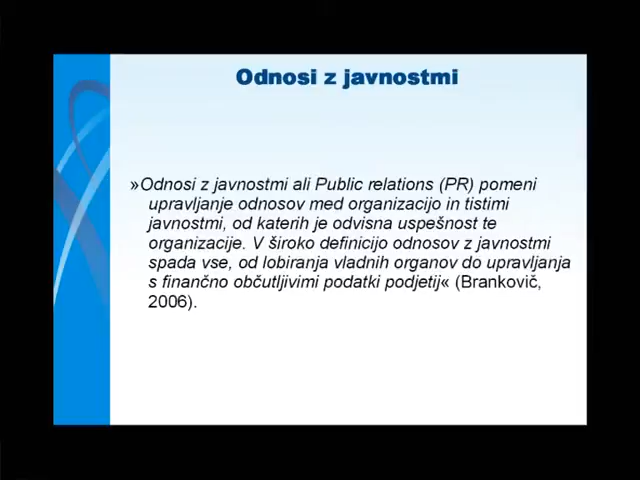 Odnosi z javnostmi
»Odnosi z javnostmi ali Public relations (PR) pomeni
upravljanje odnosov med organizacijo in tistimi
javnostmi, od katerih je odvisna uspešnost te
organizacije. V široko definicijo odnosov z javnostmi
spada vse, od lobiranja vladnih organov do upravljanja
s finančno občutljivimi podatki podjetij« (Brankovič,
2006).